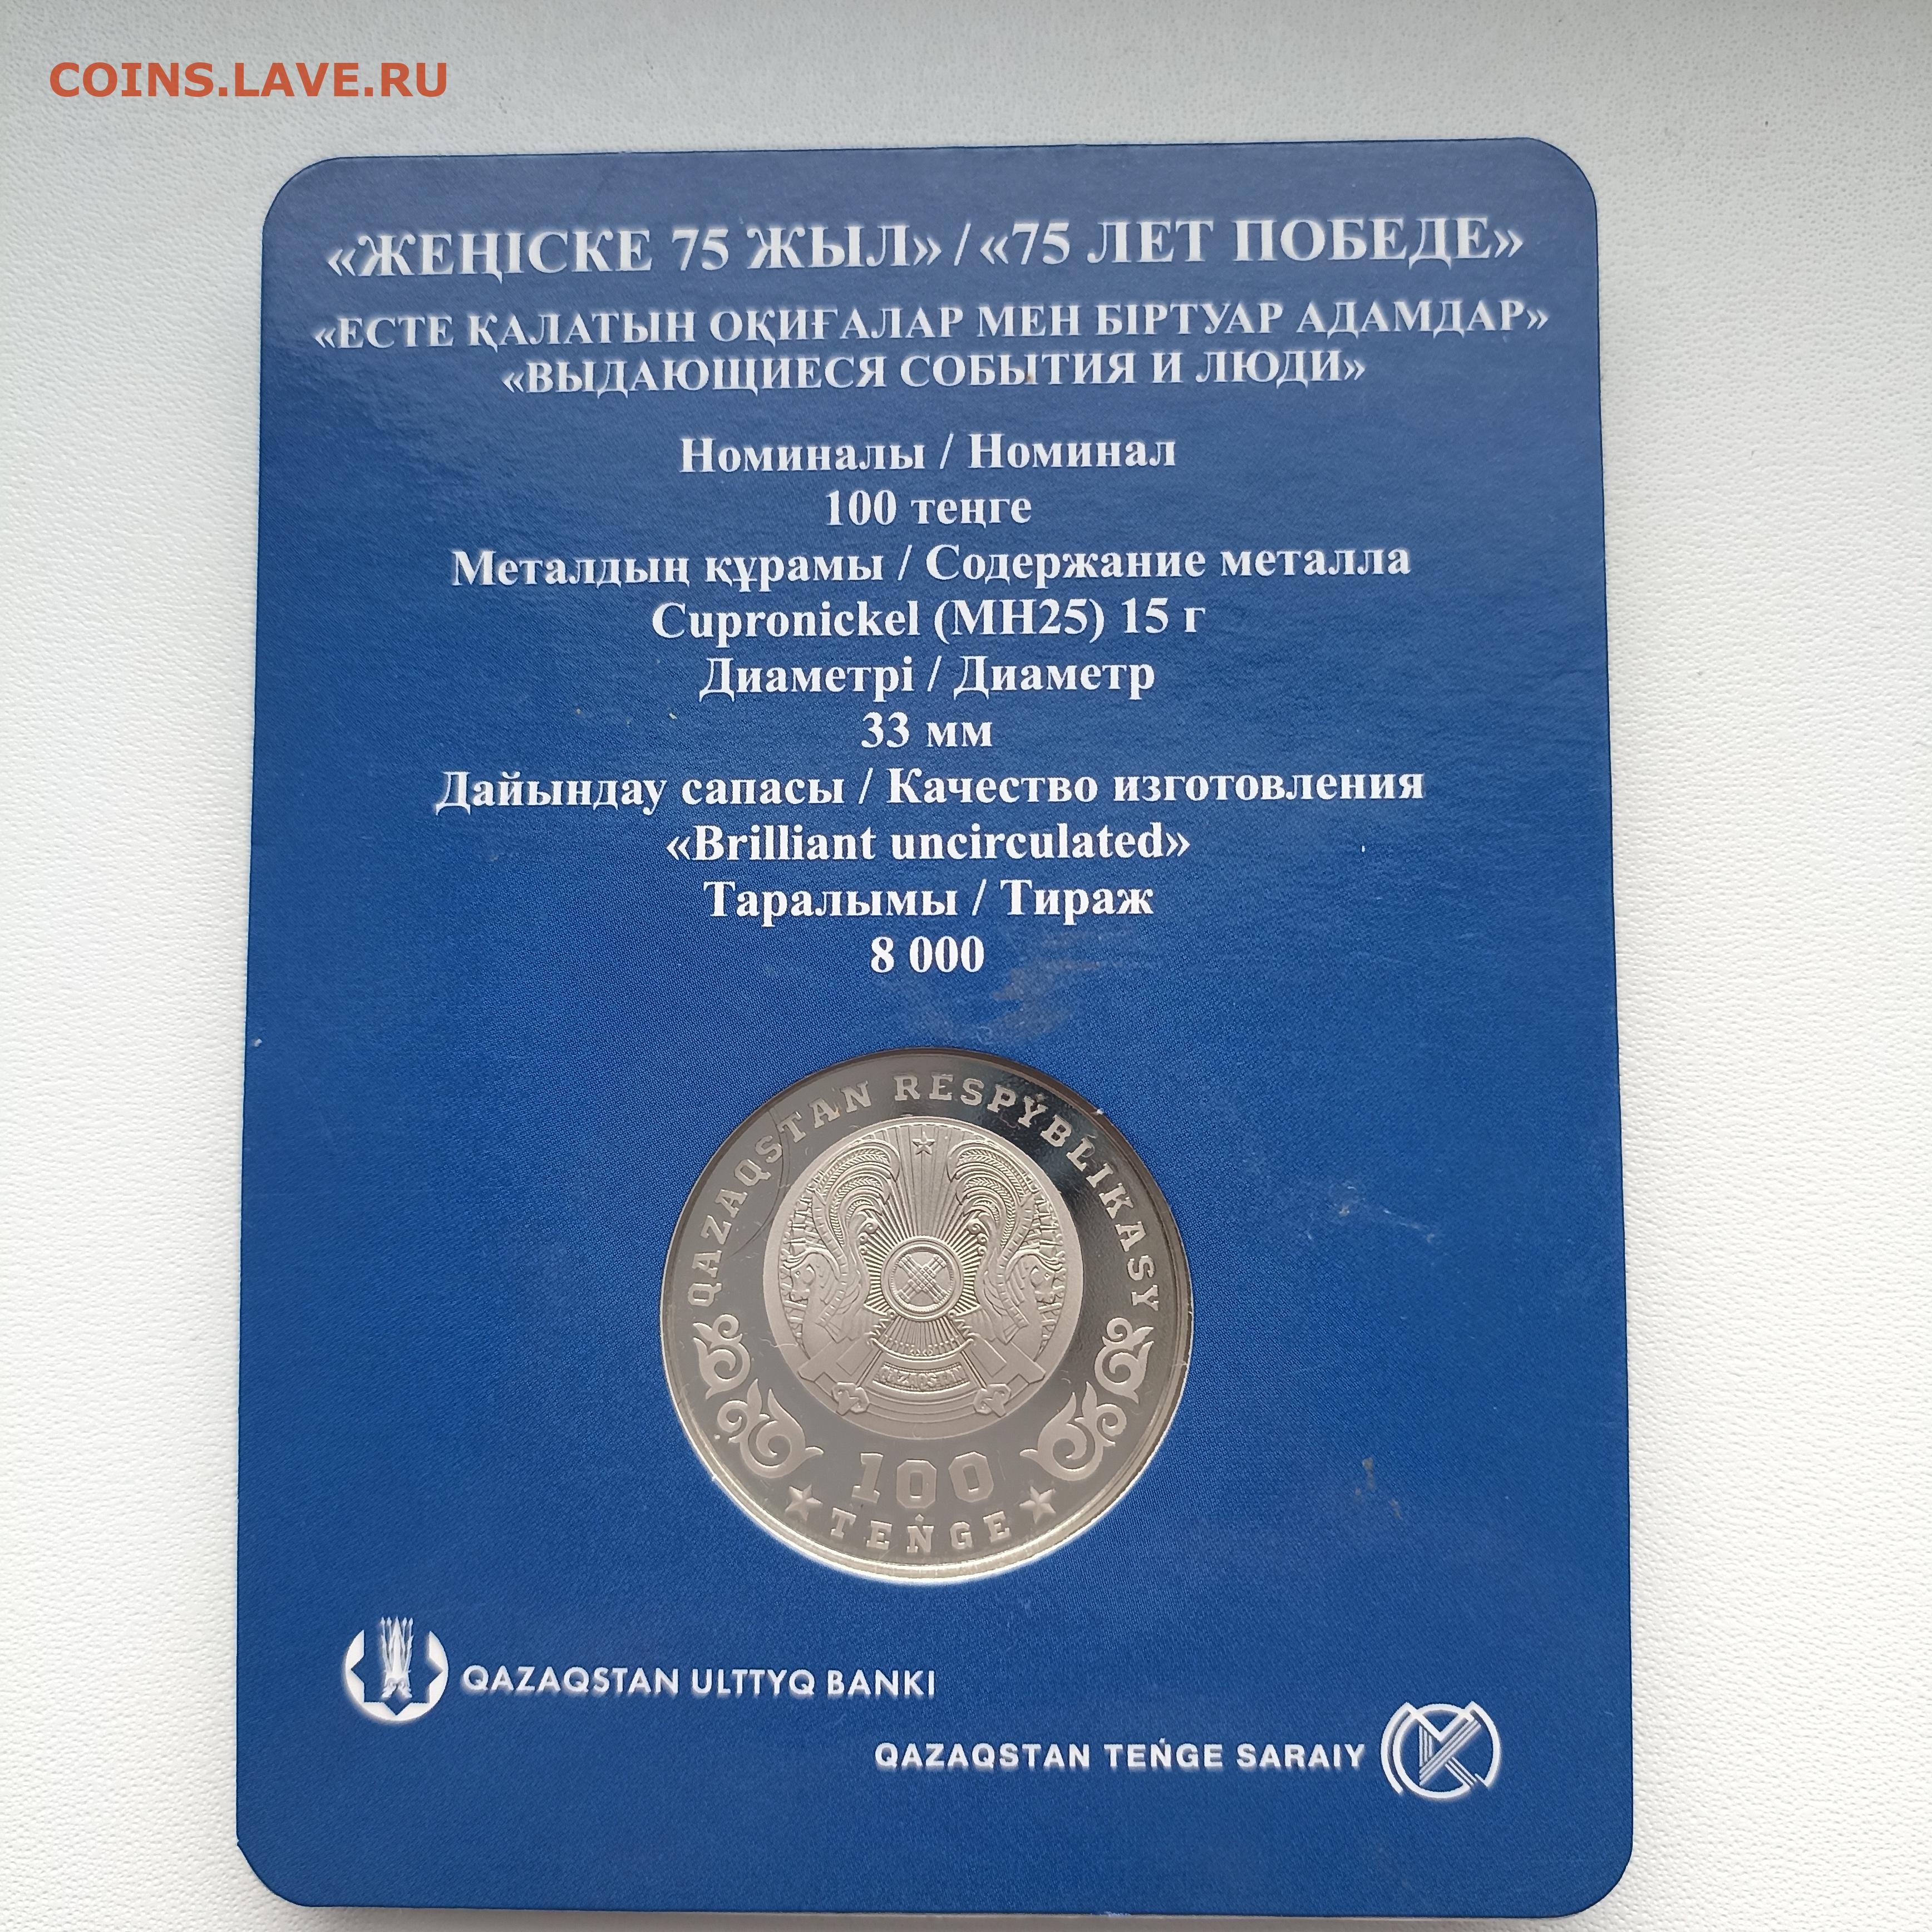 COINS.LAVE.RU
«ЖЕҢІСКЕ 75 ЖЫЛ» / «75 ЛЕТ ПОБЕДЕ»
«ЕСТЕ ҚАЛАТЫН ОҚИҒАЛАР МЕН БІРТУАР АДАМДАР»
«ВЫДАЮЩИЕСЯ СОБЫТИЯ И ЛЮДИ»
Номиналы / Номинал
100 теңге
Металдың құрамы / Содержание металла
Cupronickel (МН25) 15 г
Диаметрі / Диаметр
33 мм
Дайындау сапасы / Качество изготовления
«Brilliant uncirculated»
Таралымы / Тираж
8 000
QAZAQSTAN RESPÝBLIKASY
QAZAQSTAN
100
TEŃGE
QAZAQSTAN ULTTYQ BANKI
QAZAQSTAN TEŃGE SARAIY